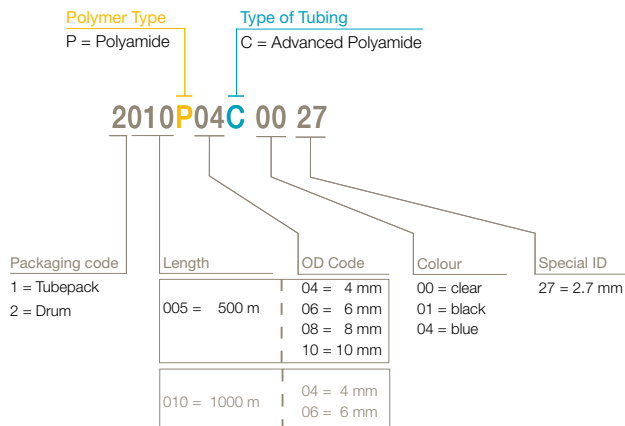 Polymer Type
P = Polyamide
Type of Tubing
C = Advanced Polyamide
2010P04C 00 27
Packaging code
1 = Tubepack
2 = Drum
Length
005 = 500 m
010 = 1000 m
OD Code
04 = 4 mm
06 = 6 mm
08 = 8 mm
10 = 10 mm
04 = 4 mm
06 = 6 mm
Colour
00 = clear
01 = black
04 = blue
Special ID
27 = 2.7 mm